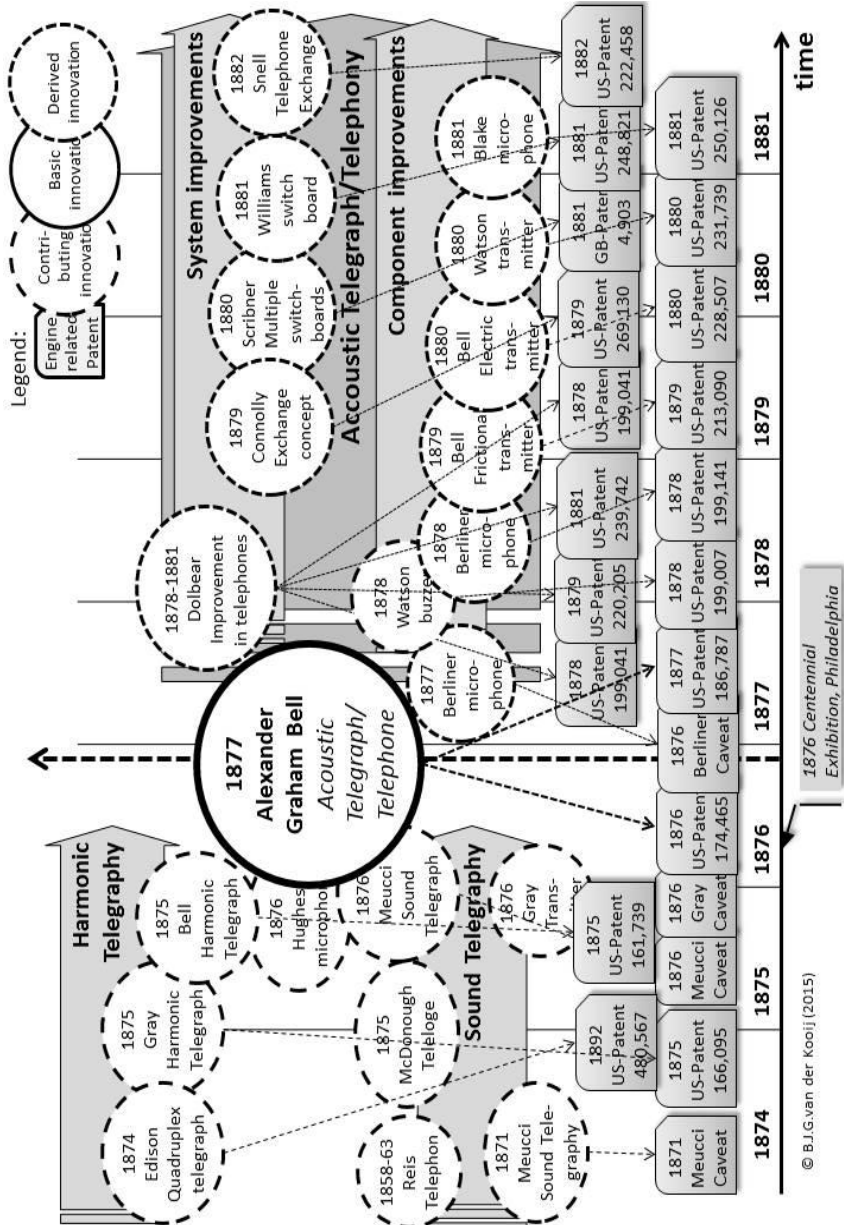 Legend:
Engine
related
Patent
Contri-
buting
innovation
Basic
innovation
Derived
innovation
Harmonic
Telegraphy
1874
Edison
Quadruplex
telegraph
1875
Gray
Harmonic
Telegraph
1875
Bell
Harmonic
Telegraph
1876
Hughes
1858-63
Reis
Telephon
1875
McDonough
Teleloge
1876
Meucci
Sound
Telegraph
Sound Telegraphy
1871
Meucci
Sound Tele-
graphy
1876
Gray
Trans-
1877
Alexander
Graham Bell
Acoustic
Telegraph/
Telephone
1878-1881
Dolbear
Improvement
in telephones
System improvements
1879
Connolly
Exchange
concept
1880
Scribner
Multiple
switch-
boards
1881
Williams
switch
board
1882
Snell
Telephone
Exchange
Accoustic Telegraph/Telephony
Component improvements
1877
Berliner
micro-
phone
1878
Watson
buzzer
1878
Berliner
micro-
phone
1879
Bell
Frictional
trans-
mitter
1880
Bell
Electric
trans-
mitter
1880
Watson
trans-
mitter
1881
Blake
micro-
phone
1892
US-Patent
480,567
1875
US-Patent
161,739
1878
US-Patent
199,041
1879
US-Patent
220,205
1881
US-Patent
239,742
1878
US-Paten
199,041
1879
US-Patent
269,130
1881
GB-Paten
4,903
1881
US-Patent
248,821
1882
US-Patent
222,458
1871
Meucci
Caveat
1875
US-Patent
166,095
1876
Meucci
Caveat
1876
Gray
Caveat
1876
US-Patent
174,465
1876
Berliner
Caveat
1877
US-Patent
186,787
1878
US-Patent
199,007
1878
US-Patent
199,141
1879
US-Patent
213,090
1880
US-Patent
228,507
1880
US-Patent
231,739
1881
US-Patent
250,126
1874
1875
1876
1877
1878
1879
1880
1881
time
1876 Centennial
Exhibition, Philadelphia
© B.J.G.van der Kooij (2015)